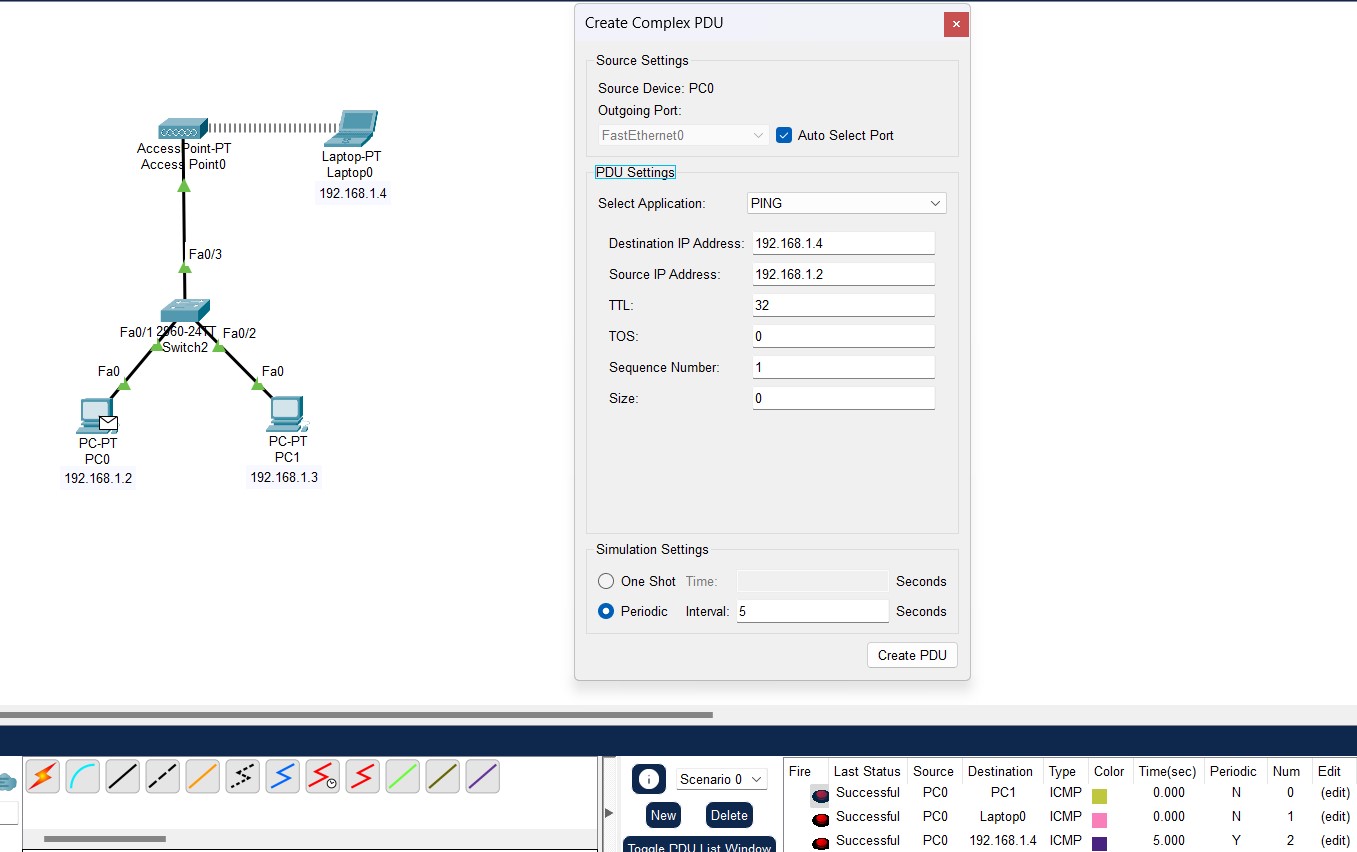 Create Complex PDU
Source Settings
Source Device: PC0
Outgoing Port:
FastEthernet0
Auto Select Port
PDU Settings
Select Application:
PING
Destination IP Address:
192.168.1.4
Source IP Address:
192.168.1.2
TTL:
32
TOS:
0
Sequence Number:
1
Size:
0
Simulation Settings
One Shot Time: Seconds
Periodic Interval: 5 Seconds
Create PDU
AccessPoint-PT
Access Point0
Laptop-PT
Laptop0
192.168.1.4
Fa0/3
Fa0/1 2960-24TT Fa0/2
Switch2
Fa0
Fa0
PC-PT
PC0
192.168.1.2
PC-PT
PC1
192.168.1.3
Scenario 0
New
Delete
Toggle PDU List Window
Fire Last Status Source Destination Type Color Time(sec) Periodic Num Edit
Successful PC0 PC1 ICMP 0.000 N 0 (edit)
Successful PC0 Laptop0 ICMP 0.000 N 1 (edit)
Successful PC0 192.168.1.4 ICMP 5.000 Y 2 (edit)